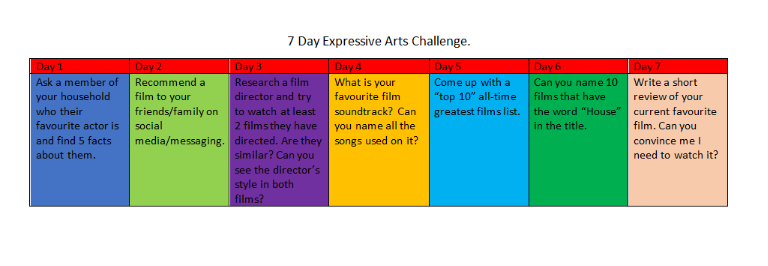 7 Day Expressive Arts Challenge.
Day 1
Day 2
Day 3
Day 4
Day 5
Day 6
Day 7
Ask a member of
your household
who their
favourite actor is
and find 5 facts
about them.
Recommend a
film to your
friends/family on
social
media/messaging.
Research a film
director and try
to watch at least
2 films they have
directed. Are they
similar? Can you
see the director's
style in both
films?
What is your
favourite film
soundtrack? Can
you name all the
songs used on it?
Come up with a
"top 10" all-time
greatest films list.
Can you name 10
films that have
the word "House"
in the title.
Write a short
review of your
current favourite
film. Can you
convince me I
need to watch it?